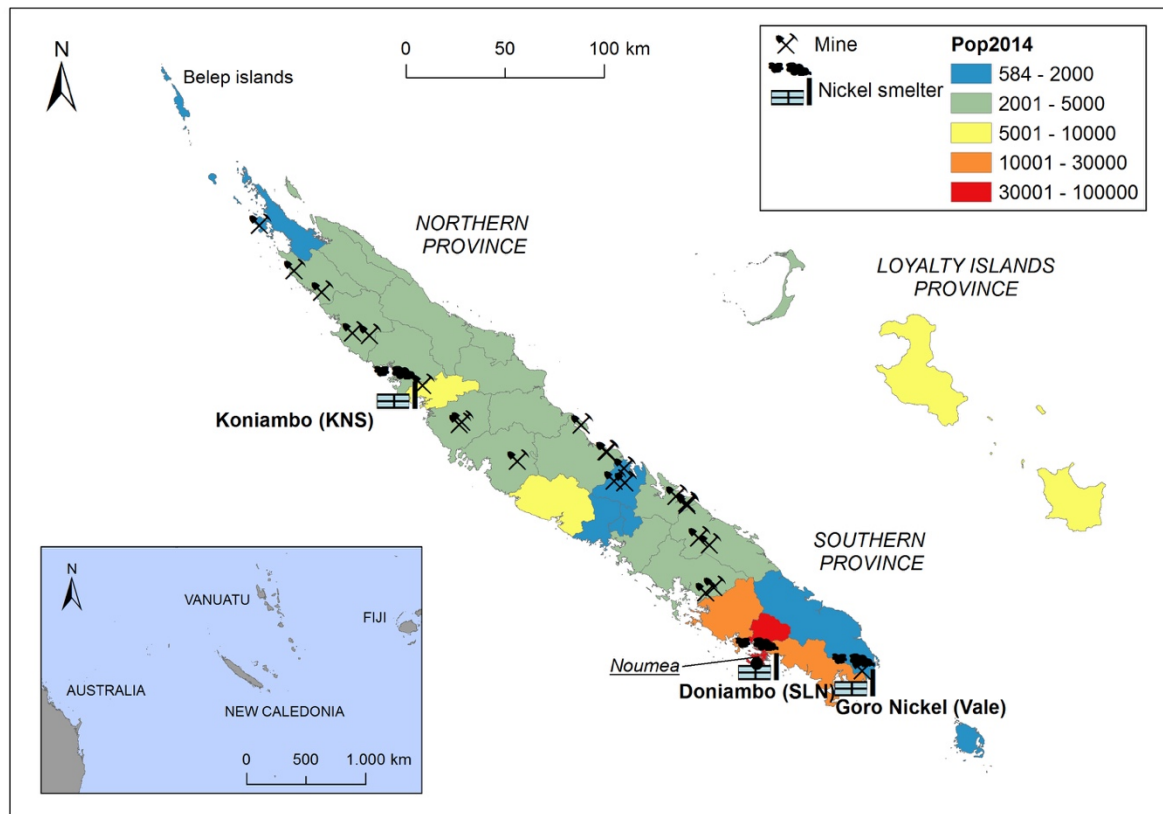 N
Belep islands
0 50 100 km
Mine
Nickel smelter
Pop2014
584 - 2000
2001 - 5000
5001 - 10000
10001 - 30000
30001 - 100000
NORTHERN
PROVINCE
LOYALTY ISLANDS
PROVINCE
Koniambo (KNS)
SOUTHERN
PROVINCE
Noumea
Doniambo (SLN)
Goro Nickel (Vale)
N
VANUATU
FIJI
AUSTRALIA
NEW CALEDONIA
0 500 1.000 km